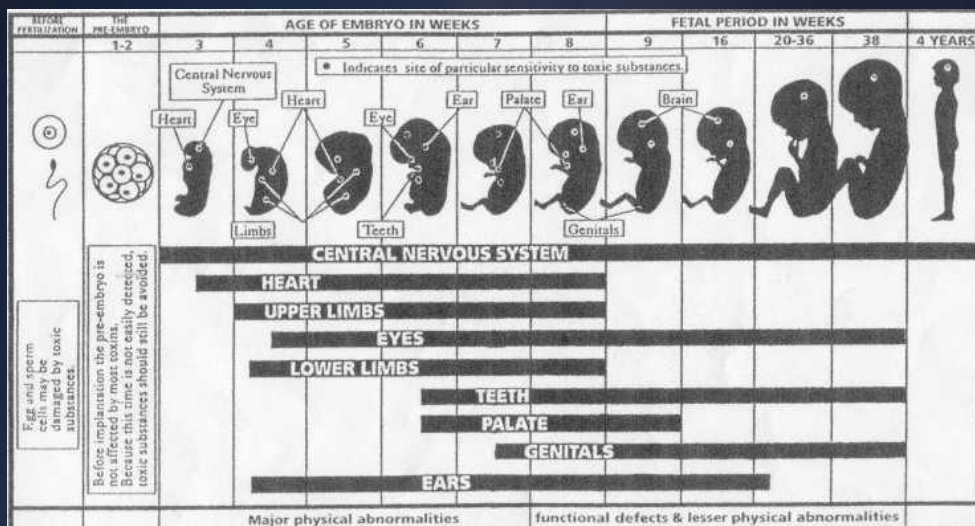 BEFORE FERTILIZATION
THE PRE-EMBRYO
AGE OF EMBRYO IN WEEKS
FETAL PERIOD IN WEEKS
1-2
3
4
5
6
7
8
9
16
20-36
38
4 YEARS
• Indicates site of particular sensitivity to toxic substances.
Central Nervous
System
Heart
Eye
Heart
Eye
Ear
Palate
Ear
Brain
Limbs
Teeth
Genitals
CENTRAL NERVOUS SYSTEM
HEART
UPPER LIMBS
EYES
LOWER LIMBS
TEETH
PALATE
GENITALS
EARS
Egg and sperm
cells may be
damaged by toxic
substances.
Before implantation the pre-embryo is
not affected by most toxins.
Because this time is not easily detected,
toxic substances should still be avoided.
Major physical abnormalities
functional defects & lesser physical abnormalities